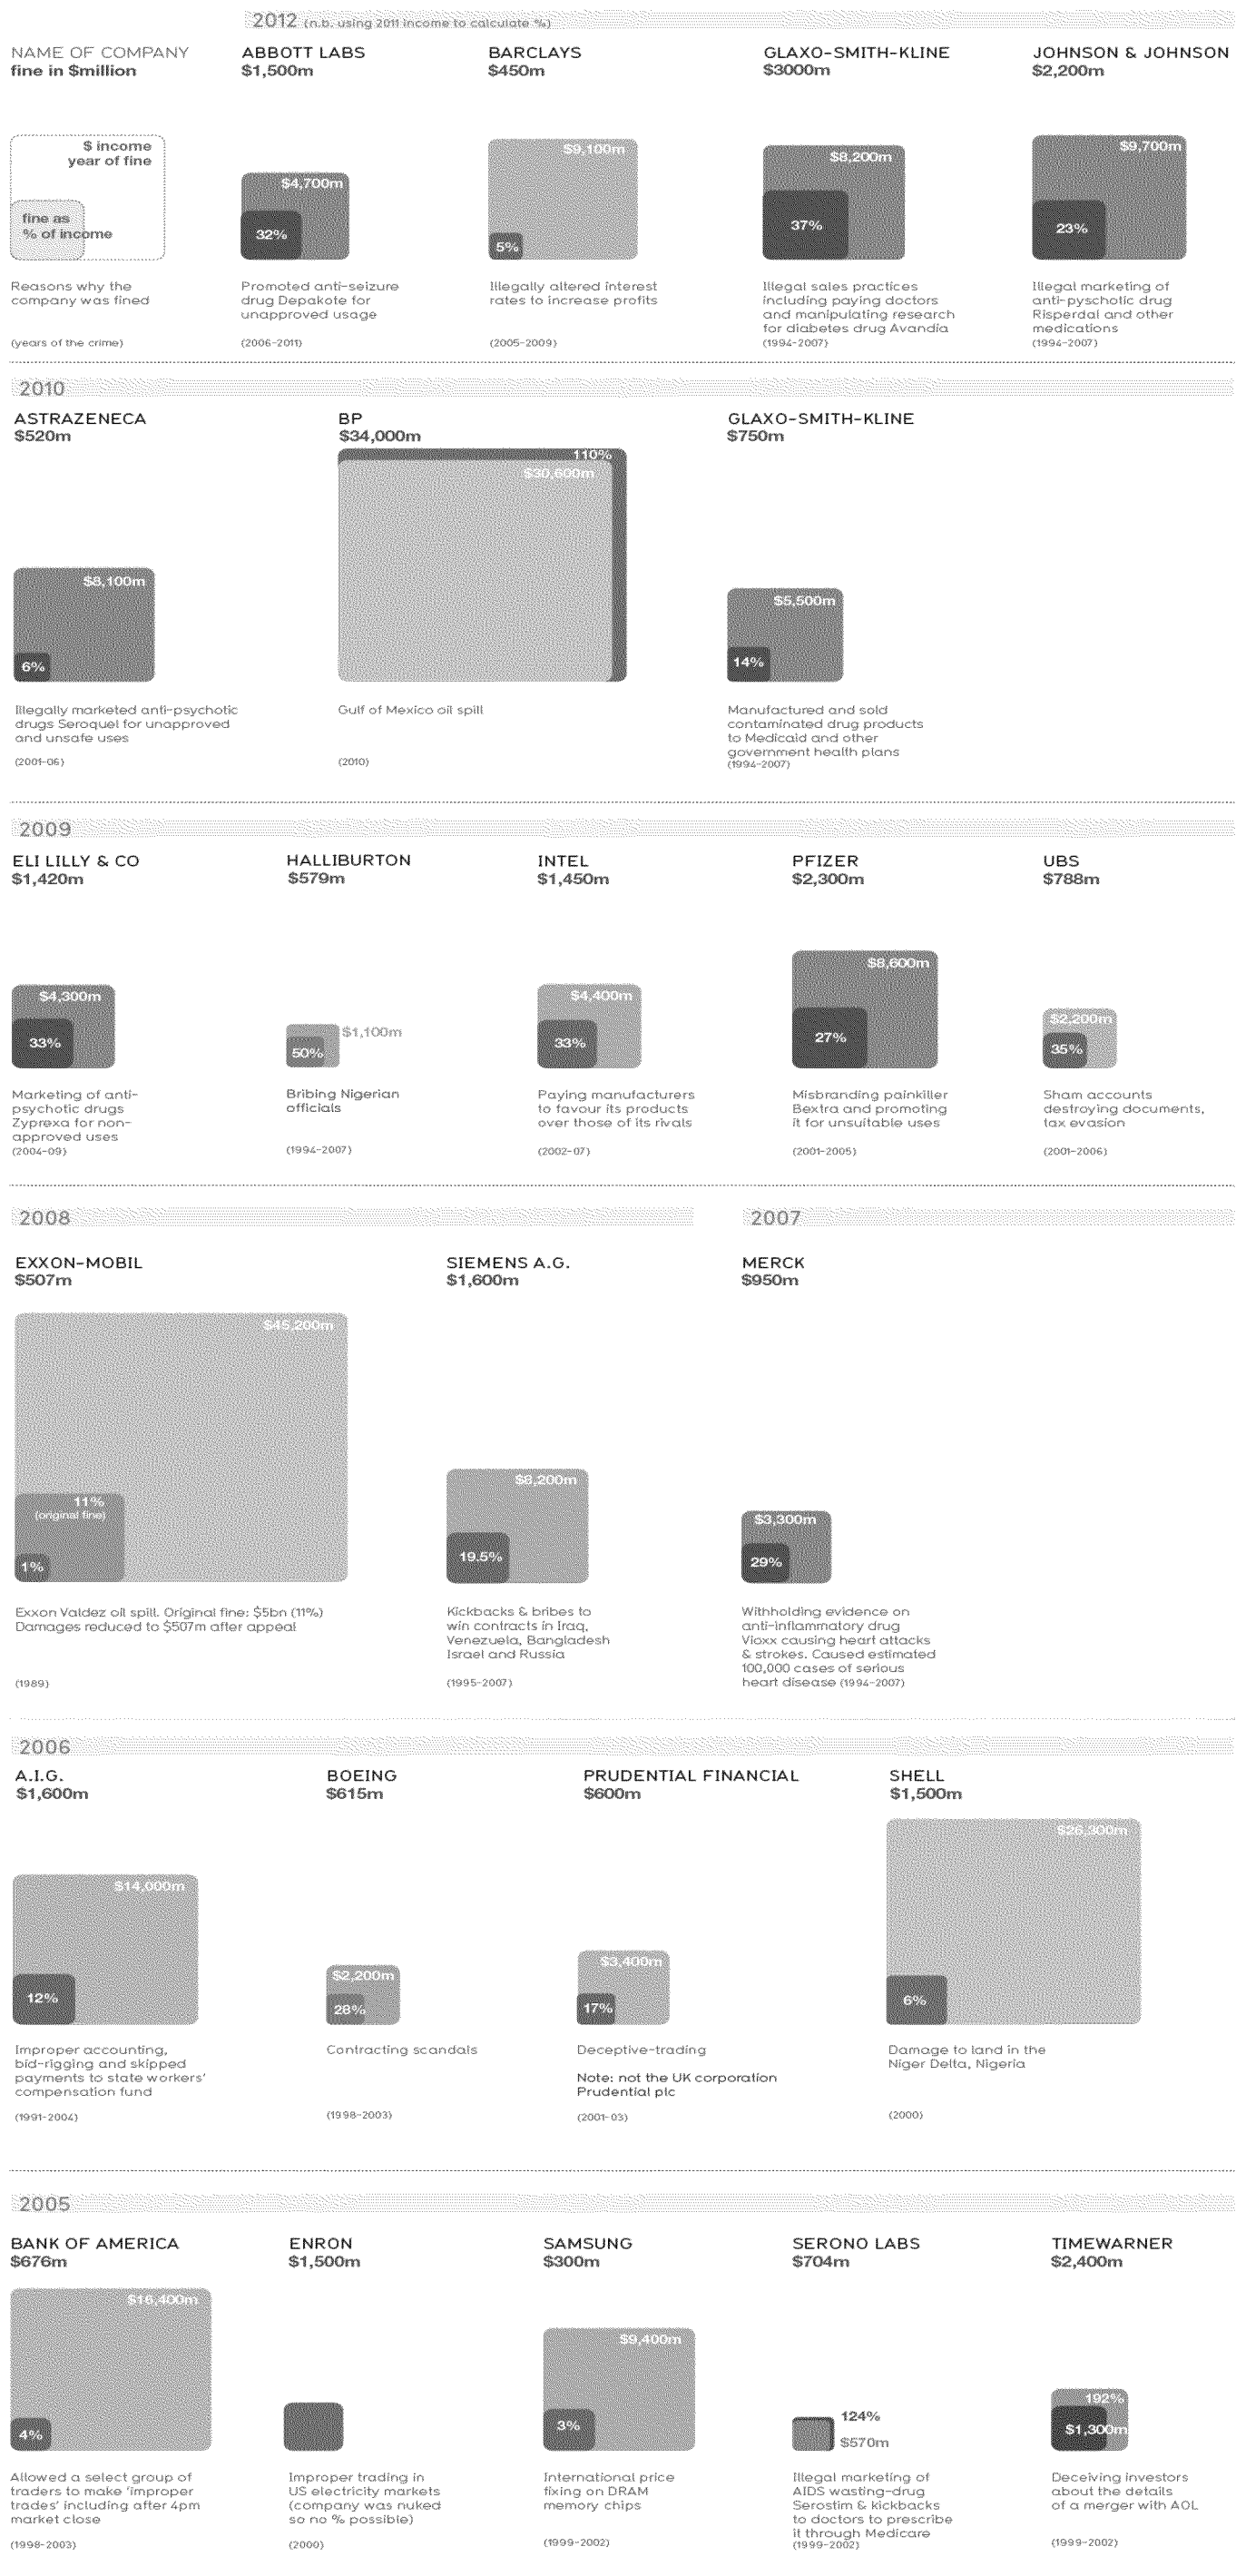 2012 (n.b. using 2011 income to calculate %)
NAME OF COMPANY
fine in $million
$ income
year of fine
fine as
% of income
Reasons why the
company was fined
(years of the crime)
ABBOTT LABS
$1,500m
$4,700m
32%
Promoted anti-seizure
drug Depakote for
unapproved usage
(2006-2011)
BARCLAYS
$450m
$9,100m
5%
Illegally altered interest
rates to increase profits
(2005-2009)
GLAXO-SMITH-KLINE
$3000m
$8,200m
37%
Illegal sales practices
including paying doctors
and manipulating research
for diabetes drug Avandia
(1994-2007)
JOHNSON & JOHNSON
$2,200m
$9,700m
23%
Illegal marketing of
anti-pyschotic drug
Risperdal and other
medications
(1994-2007)
2010
ASTRAZENECA
$520m
$8,100m
6%
Illegally marketed anti-psychotic
drugs Seroquel for unapproved
and unsafe uses
(2001-06)
BP
$34,000m
110%
$30,600m
Gulf of Mexico oil spill
(2010)
GLAXO-SMITH-KLINE
$750m
$5,500m
14%
Manufactured and sold
contaminated drug products
to Medicaid and other
government health plans
(1994-2007)
2009
ELI LILLY & CO
$1,420m
$4,300m
33%
Marketing of anti-
psychotic drugs
Zyprexa for non-
approved uses
(2004-09)
HALLIBURTON
$579m
$1,100m
50%
Bribing Nigerian
officials
(1994-2007)
INTEL
$1,450m
$4,400m
33%
Paying manufacturers
to favour its products
over those of its rivals
(2002-07)
PFIZER
$2,300m
$8,600m
27%
Misbranding painkiller
Bextra and promoting
it for unsuitable uses
(2001-2005)
UBS
$788m
$2,200m
35%
Sham accounts
destroying documents,
tax evasion
(2001-2006)
2008
EXXON-MOBIL
$507m
$45,200m
11%
(original fine)
1%
Exxon Valdez oil spill. Original fine: $5bn (11%)
Damages reduced to $507m after appeal
(1989)
SIEMENS A.G.
$1,600m
$8,200m
19.5%
Kickbacks & bribes to
win contracts in Iraq,
Venezuela, Bangladesh
Israel and Russia
(1995-2007)
2007
MERCK
$950m
$3,300m
29%
Withholding evidence on
anti-inflammatory drug
Vioxx causing heart attacks
& strokes. Caused estimated
100,000 cases of serious
heart disease (1994-2007)
2006
A.I.G.
$1,600m
$14,000m
12%
Improper accounting,
bid-rigging and skipped
payments to state workers'
compensation fund
(1991-2004)
BOEING
$615m
$2,200m
28%
Contracting scandals
(1998-2003)
PRUDENTIAL FINANCIAL
$600m
$3,400m
17%
Deceptive-trading
Note: not the UK corporation
Prudential plc
(2001-03)
SHELL
$1,500m
$26,300m
6%
Damage to land in the
Niger Delta, Nigeria
(2000)
2005
BANK OF AMERICA
$676m
$16,400m
4%
Allowed a select group of
traders to make 'improper
trades' including after 4pm
market close
(1998-2003)
ENRON
$1,500m
Improper trading in
US electricity markets
(company was nuked
so no % possible)
(2000)
SAMSUNG
$300m
$9,400m
3%
International price
fixing on DRAM
memory chips
(1999-2002)
SERONO LABS
$704m
124%
$570m
Illegal marketing of
AIDS wasting-drug
Serostim & kickbacks
to doctors to prescribe
it through Medicare
(1999-2002)
TIMEWARNER
$2,400m
192%
$1,300m
Deceiving investors
about the details
of a merger with AOL
(1999-2002)